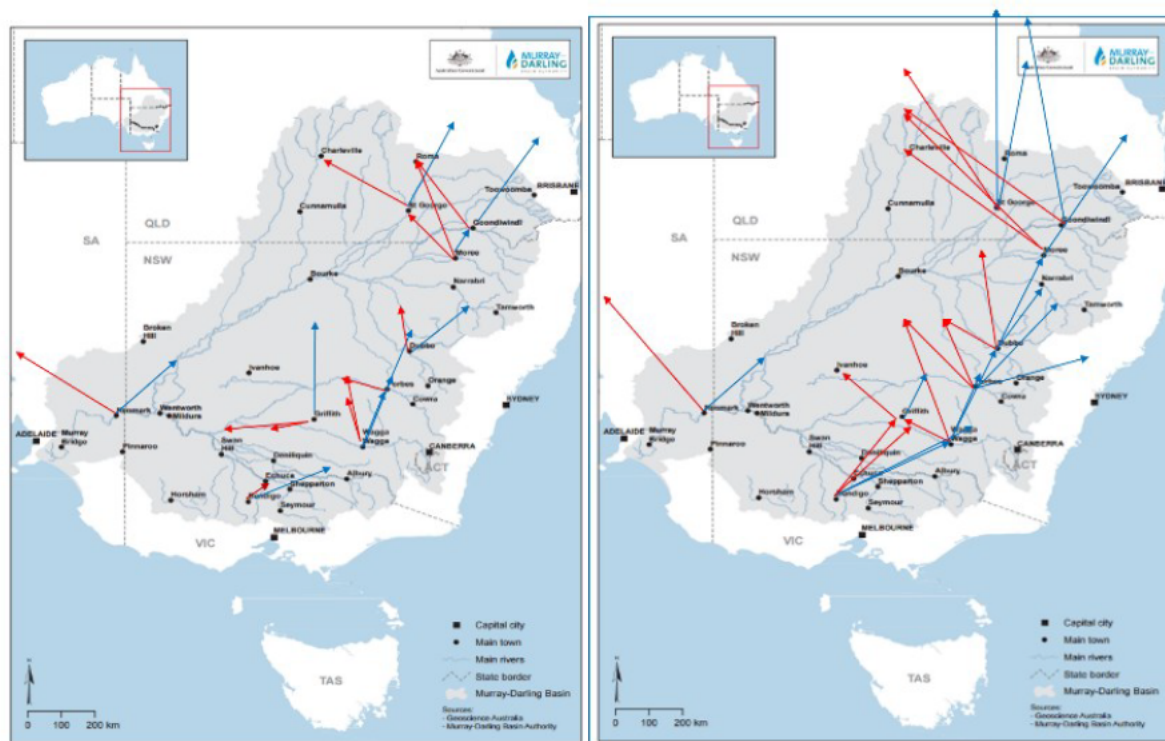 MURRAY-
DARLING
BASIN AUTHORITY
Charleville
Roma
Toowoomba
BRISBANE
Cunnamulla
St George
Goondiwindi
QLD
SA
NSW
Moree
Bourke
Narrabri
Tamworth
Broken
Hill
Dubbo
Ivanhoe
Forbes
Orange
Cowra
SYDNEY
Renmark
Wentworth
Mildura
Griffith
ADELAIDE
Murray
Bridge
Pinnaroo
Swan
Hill
Wagga
Wagga
CANBERRA
ACT
Deniliquin
Echuca
Albury
Shepparton
Horsham
Bendigo
Seymour
MELBOURNE
VIC
TAS
N
Capital city
Main town
Main rivers
State border
Murray-Darling Basin
Sources:
- Geoscience Australia
- Murray-Darling Basin Authority
0 100 200 km
MURRAY-
DARLING
BASIN AUTHORITY
Charleville
Roma
Toowoomba
BRISBANE
Cunnamulla
St George
Goondiwindi
QLD
SA
NSW
Moree
Bourke
Narrabri
Tamworth
Broken
Hill
Dubbo
Ivanhoe
Forbes
Orange
Cowra
SYDNEY
Renmark
Wentworth
Mildura
Griffith
ADELAIDE
Murray
Bridge
Pinnaroo
Swan
Hill
Wagga
Wagga
CANBERRA
ACT
Deniliquin
Echuca
Albury
Shepparton
Horsham
Bendigo
Seymour
MELBOURNE
VIC
TAS
N
Capital city
Main town
Main rivers
State border
Murray-Darling Basin
Sources:
- Geoscience Australia
- Murray-Darling Basin Authority
0 100 200 km